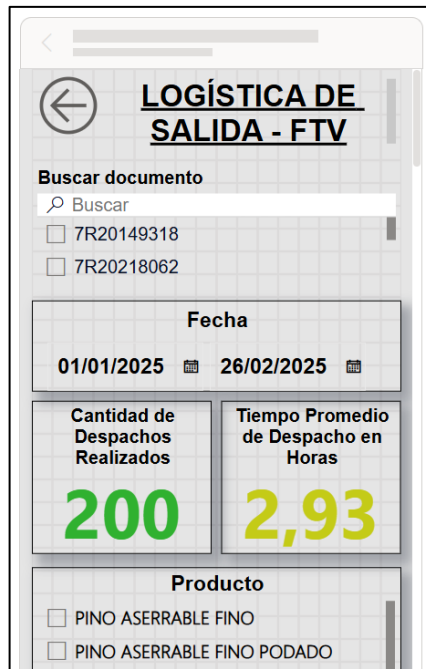 LOGÍSTICA DE
SALIDA - FTV
Buscar documento
Buscar
7R20149318
7R20218062
Fecha
01/01/2025 26/02/2025
Cantidad de
Despachos
Realizados
200
Tiempo Promedio
de Despacho en
Horas
2,93
Producto
PINO ASERRABLE FINO
PINO ASERRABLE FINO PODADO